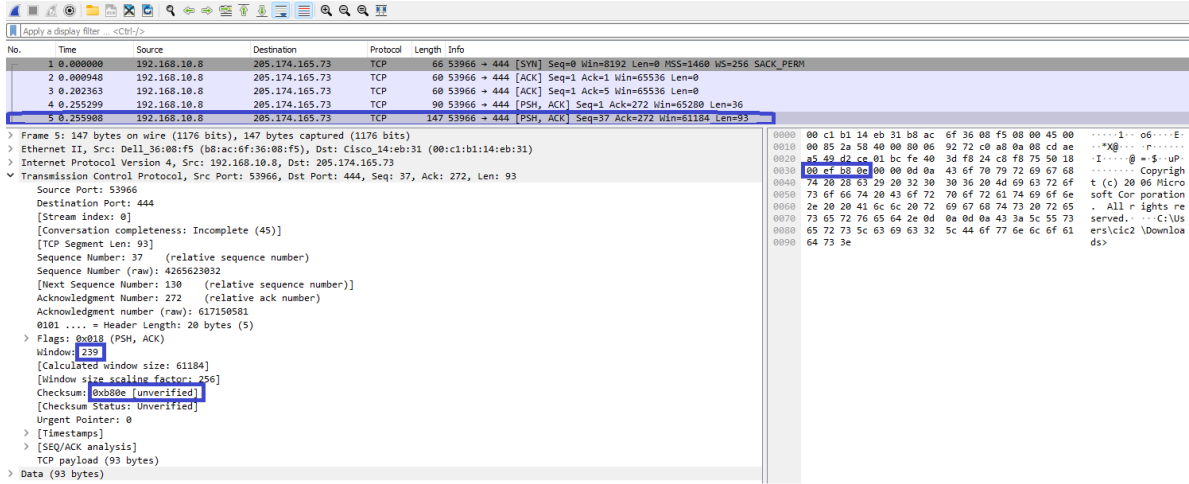 Apply a display filter ... <Ctrl-/>
No. Time Source Destination Protocol Length Info
1 0.000000 192.168.10.8 205.174.165.73 TCP 66 53966 → 444 [SYN] Seq=0 Win=8192 Len=0 MSS=1460 WS=256 SACK_PERM
2 0.000948 192.168.10.8 205.174.165.73 TCP 60 53966 → 444 [ACK] Seq=1 Ack=1 Win=65536 Len=0
3 0.202363 192.168.10.8 205.174.165.73 TCP 60 53966 → 444 [ACK] Seq=1 Ack=5 Win=65536 Len=0
4 0.255299 192.168.10.8 205.174.165.73 TCP 90 53966 → 444 [PSH, ACK] Seq=1 Ack=272 Win=65280 Len=36
5 0.255908 192.168.10.8 205.174.165.73 TCP 147 53966 → 444 [PSH, ACK] Seq=37 Ack=272 Win=61184 Len=93
> Frame 5: 147 bytes on wire (1176 bits), 147 bytes captured (1176 bits)
> Ethernet II, Src: Dell_36:08:f5 (b8:ac:6f:36:08:f5), Dst: Cisco_14:eb:31 (00:c1:b1:14:eb:31)
> Internet Protocol Version 4, Src: 192.168.10.8, Dst: 205.174.165.73
Transmission Control Protocol, Src Port: 53966, Dst Port: 444, Seq: 37, Ack: 272, Len: 93
Source Port: 53966
Destination Port: 444
[Stream index: 0]
[Conversation completeness: Incomplete (45)]
[TCP Segment Len: 93]
Sequence Number: 37 (relative sequence number)
Sequence Number (raw): 4265623032
[Next Sequence Number: 130 (relative sequence number)]
Acknowledgment Number: 272 (relative ack number)
Acknowledgment number (raw): 617150581
0101 .... = Header Length: 20 bytes (5)
> Flags: 0x018 (PSH, ACK)
Window: 239
[Calculated window size: 61184]
[Window size scaling factor: 256]
Checksum: 0xb80e [unverified]
[Checksum Status: Unverified]
Urgent Pointer: 0
> [Timestamps]
> [SEQ/ACK analysis]
TCP payload (93 bytes)
> Data (93 bytes)
0000 00 c1 b1 14 eb 31 b8 ac 6f 36 08 f5 08 00 45 00 ·····1·· o6····E·
0010 00 85 2a 58 40 00 80 06 92 72 c0 a8 0a 08 cd ae ··*X@··· ·r······
0020 a5 49 d2 ce 01 bc fe 40 3d f8 24 c8 f8 75 50 18 ·I·····@ =·$··uP·
0030 00 ef b8 0e 00 00 0d 0a 43 6f 70 79 72 69 67 68 ········ Copyrigh
0040 74 20 28 63 29 20 32 30 30 36 20 4d 69 63 72 6f t (c) 20 06 Micro
0050 73 6f 66 74 20 43 6f 72 70 6f 72 61 74 69 6f 6e soft Cor poration
0060 2e 20 20 41 6c 6c 20 72 69 67 68 74 73 20 72 65 .  All r ights re
0070 73 65 72 76 65 64 2e 0d 0a 0d 0a 43 3a 5c 55 73 served.· ···C:\Us
0080 65 72 73 5c 63 69 63 32 5c 44 6f 77 6e 6c 6f 61 ers\cic2 \Downloa
0090 64 73 3e ds>